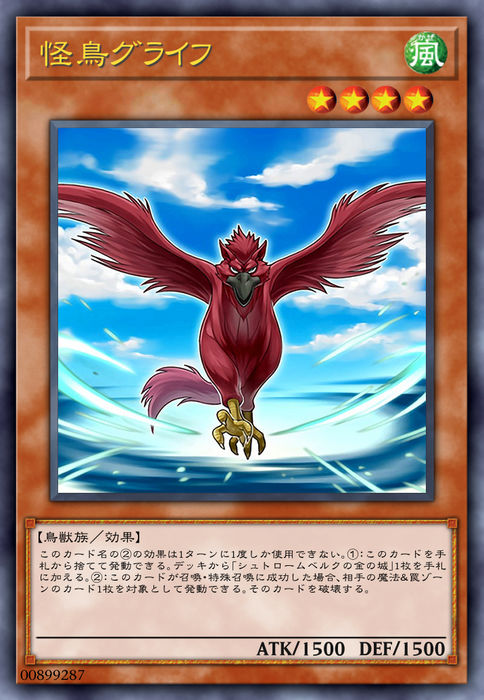 怪鳥グライフ
かぜ
風
【鳥獣族／効果】
このカード名の②の効果は1ターンに1度しか使用できない。①：このカードを手
札から捨てて発動できる。デッキから「シュトロームベルクの金の城」1枚を手札
に加える。②：このカードが召喚・特殊召喚に成功した場合、相手の魔法&罠ゾー
ンのカード1枚を対象として発動できる。そのカードを破壊する。
ATK/1500 DEF/1500
00899287